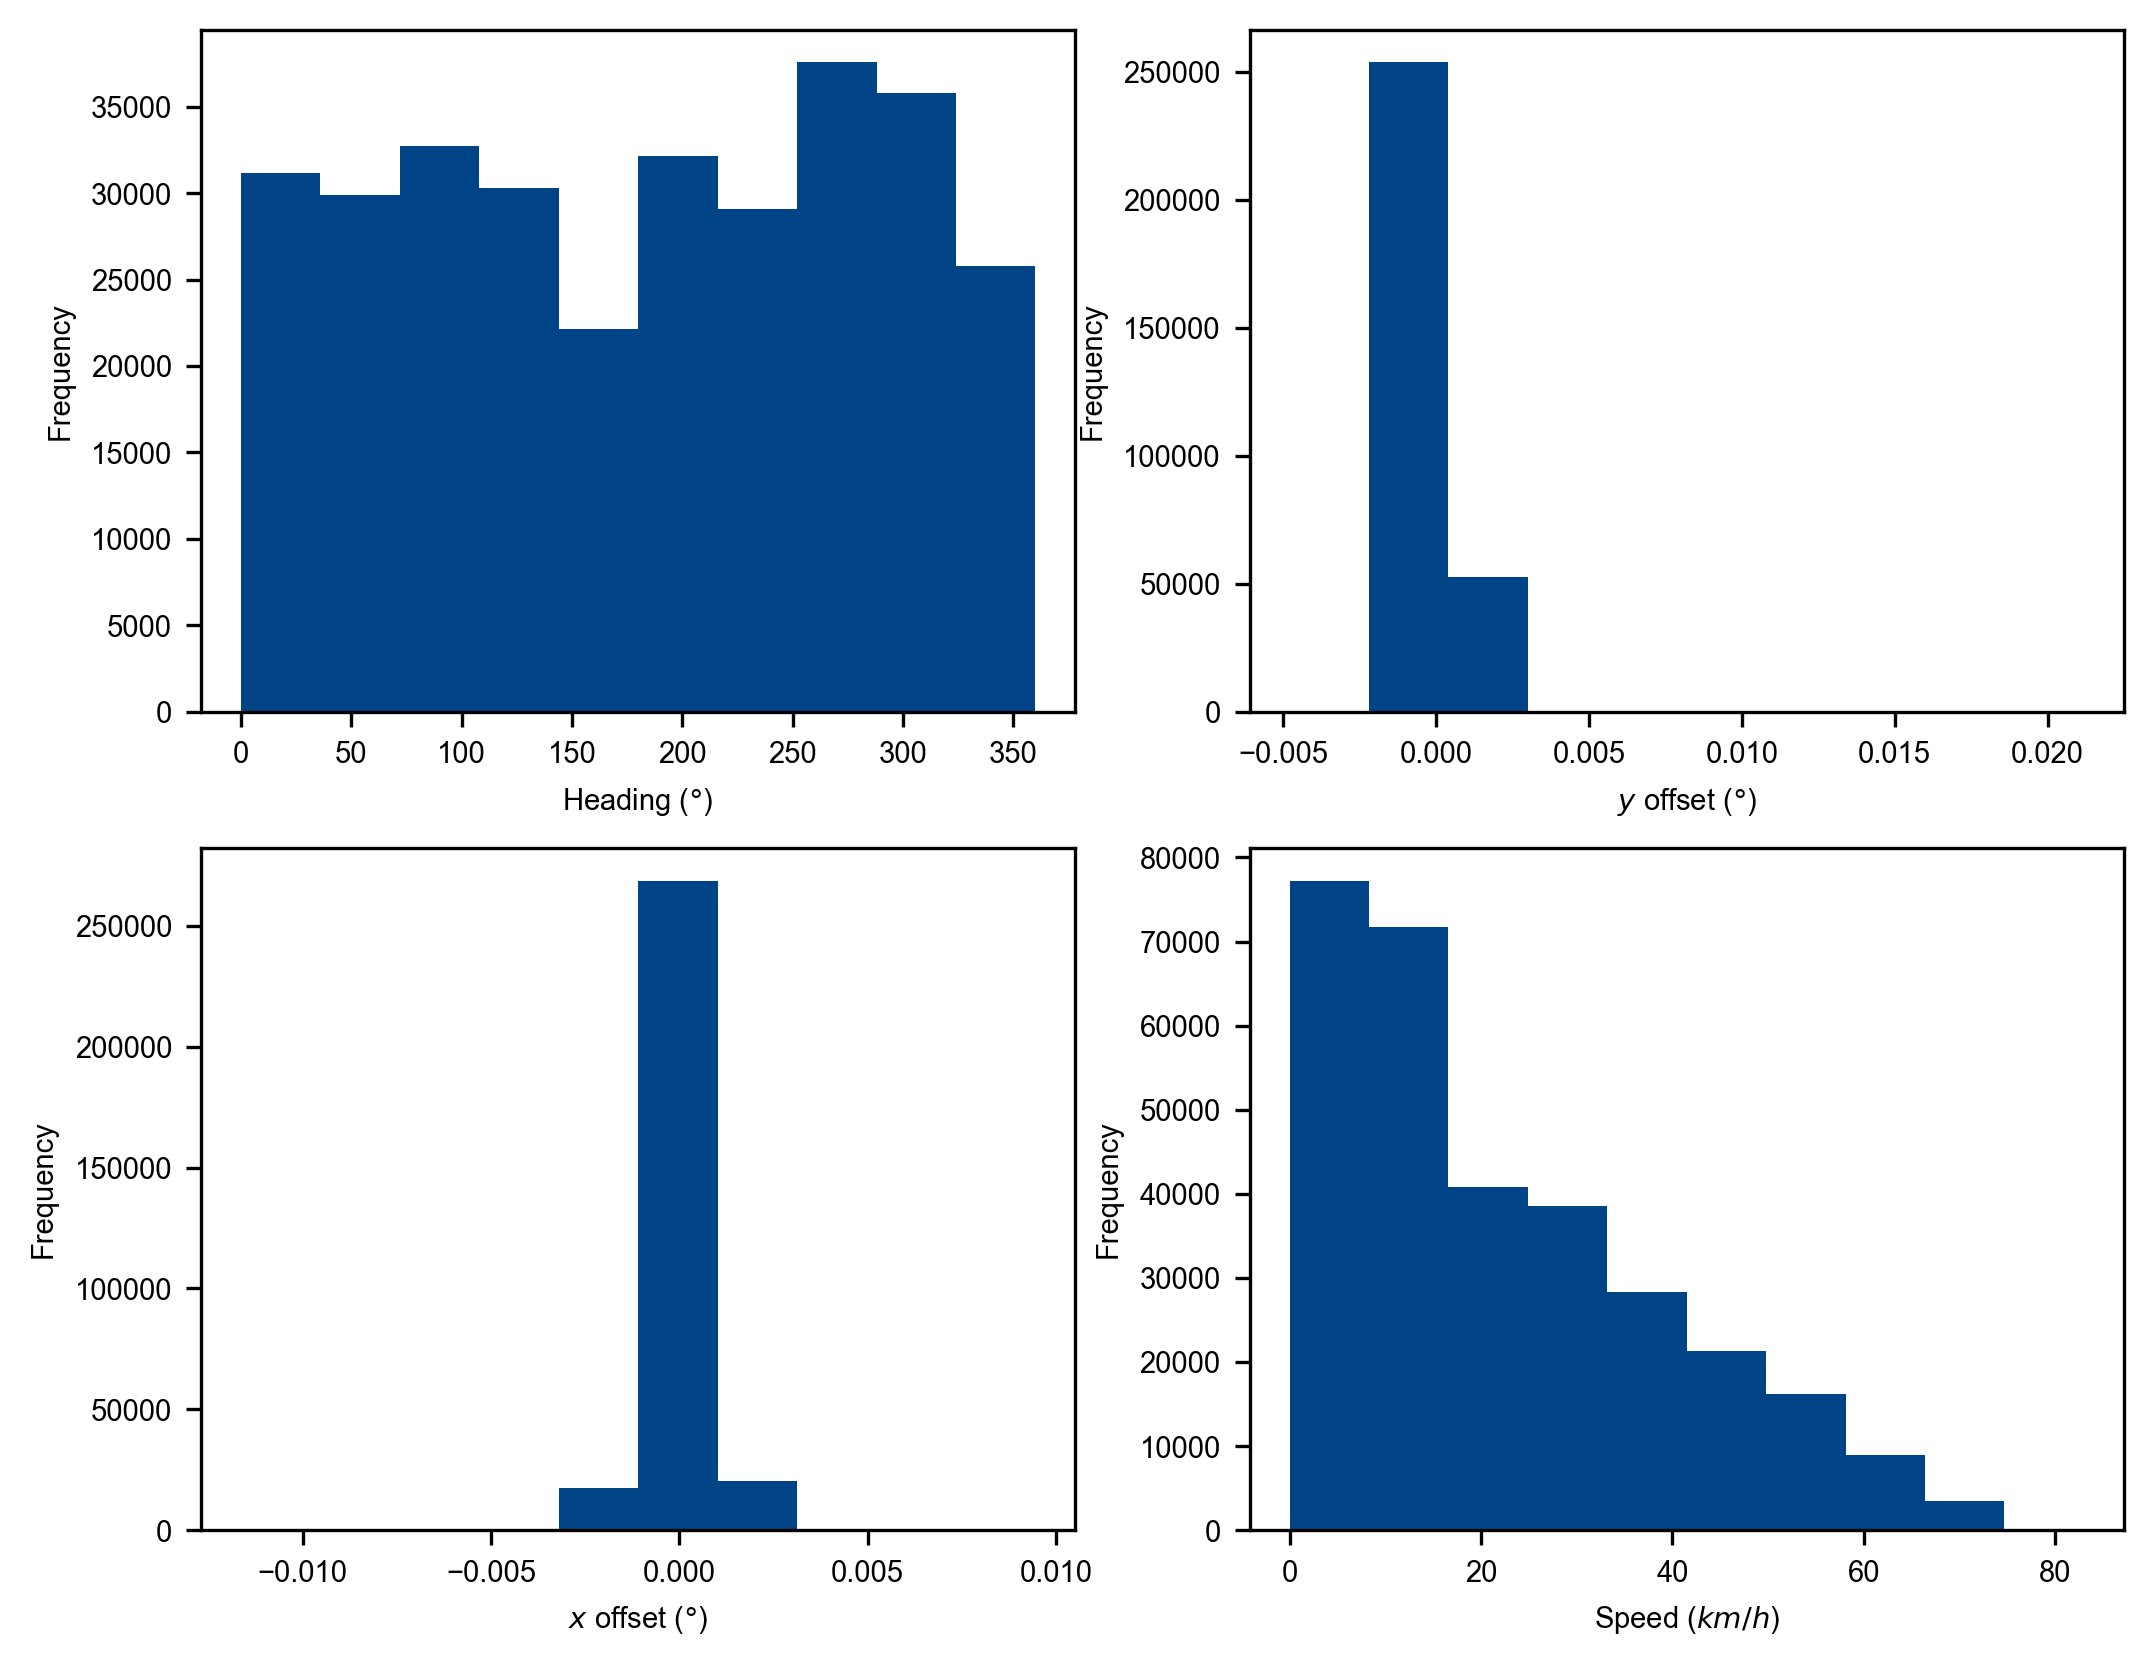 35000
30000
25000
20000
15000
10000
5000
0
Frequency
0 50 100 150 200 250 300 350
Heading (°)
250000
200000
150000
100000
50000
0
Frequency
−0.005 0.000 0.005 0.010 0.015 0.020
y offset (°)
250000
200000
150000
100000
50000
0
Frequency
−0.010 −0.005 0.000 0.005 0.010
x offset (°)
80000
70000
60000
50000
40000
30000
20000
10000
0
Frequency
0 20 40 60 80
Speed (km/h)